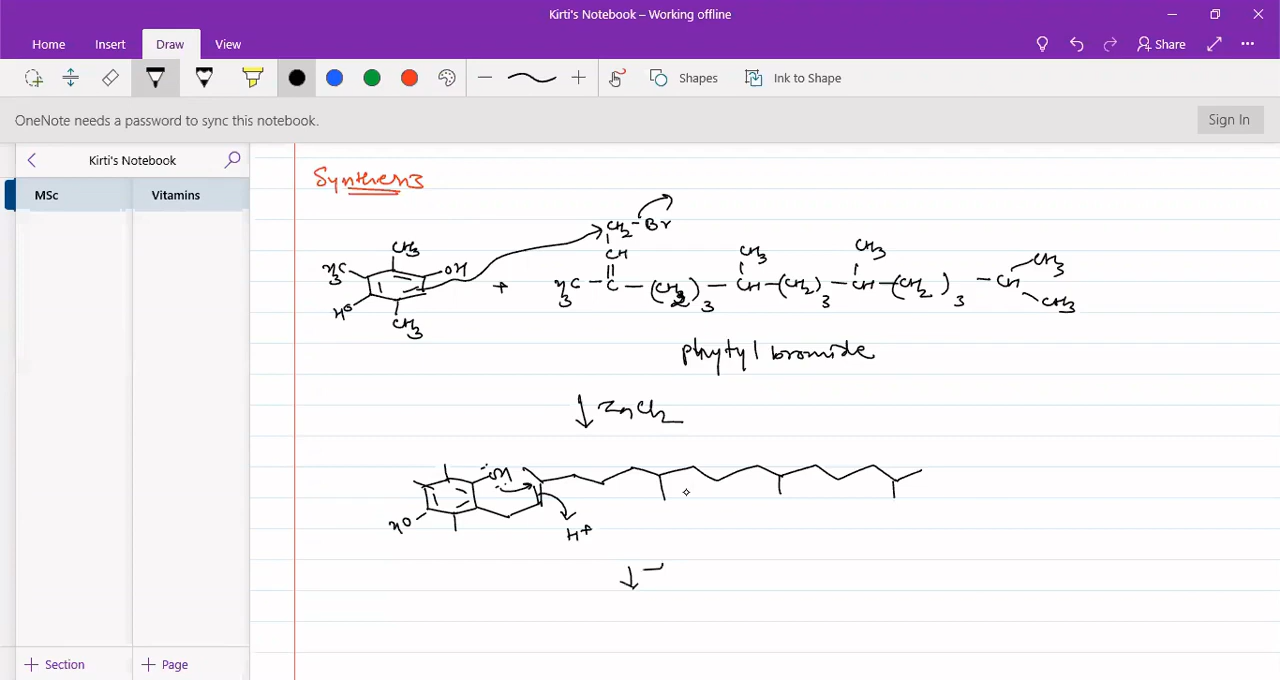 Kirti's Notebook – Working offline
Home Insert Draw View Share
Shapes Ink to Shape
OneNote needs a password to sync this notebook. Sign In
Kirti's Notebook
MSc Vitamins
Synthesis
CH2-Br
CH3 CH CH3 CH3 CH3
H3C OH + H3C - C - (CH2)3 - CH - (CH2)3 - CH - (CH2)3 - CH
HO CH3 CH3
phytyl bromide
↓ ZnCl2
OH
HO H+
↓
+ Section + Page